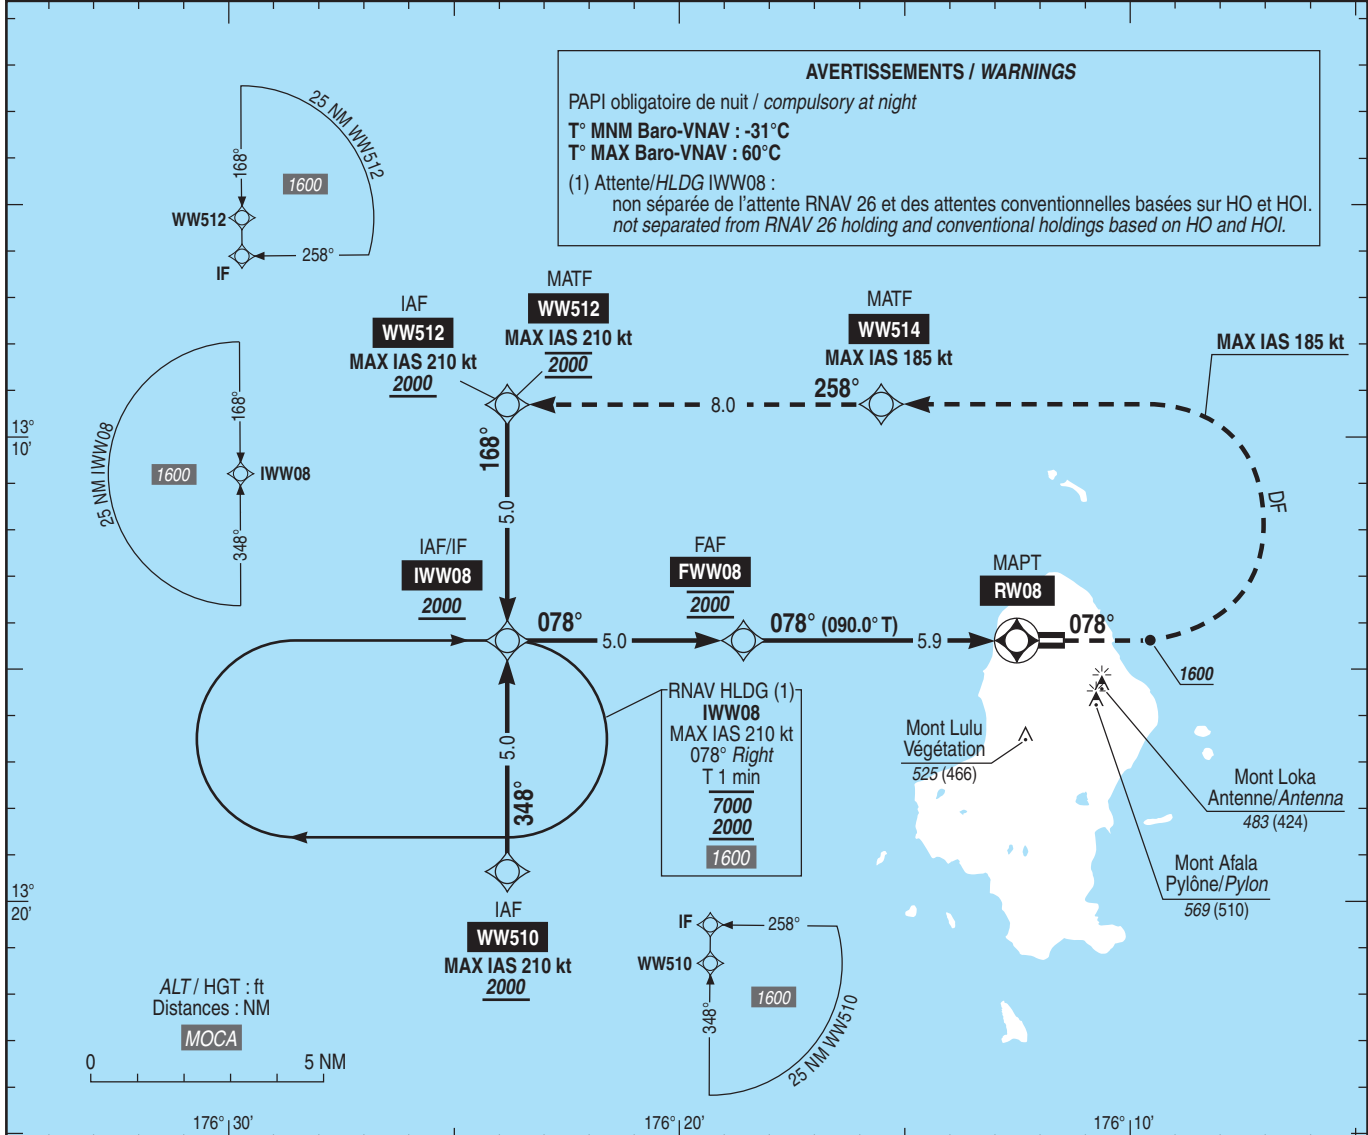 AVERTISSEMENTS / WARNINGS
PAPI obligatoire de nuit / compulsory at night
T° MNM Baro-VNAV : -31°C
T° MAX Baro-VNAV : 60°C
(1) Attente/HLDG IWW08 :
non séparée de l'attente RNAV 26 et des attentes conventionnelles basées sur HO et HOI.
not separated from RNAV 26 holding and conventional holdings based on HO and HOI.
25 NM WW512
168°
1600
WW512
258°
IF
MATF
WW512
MAX IAS 210 kt
2000
IAF
WW512
MAX IAS 210 kt
2000
MATF
WW514
MAX IAS 185 kt
MAX IAS 185 kt
258°
8.0
13°
10'
25 NM IWW08
168°
1600
IWW08
348°
168°
5.0
DF
IAF/IF
IWW08
2000
FAF
FWW08
2000
MAPT
RW08
078°
5.0
078° (090.0° T)
5.9
078°
1600
RNAV HLDG (1)
IWW08
MAX IAS 210 kt
078° Right
T 1 min
7000
2000
1600
5.0
348°
Mont Lulu
Végétation
525 (466)
Mont Loka
Antenne/Antenna
483 (424)
Mont Afala
Pylône/Pylon
569 (510)
13°
20'
IAF
WW510
MAX IAS 210 kt
2000
IF
258°
WW510
348°
1600
25 NM WW510
ALT / HGT : ft
Distances : NM
MOCA
0
5 NM
176° 30'
176° 20'
176° 10'